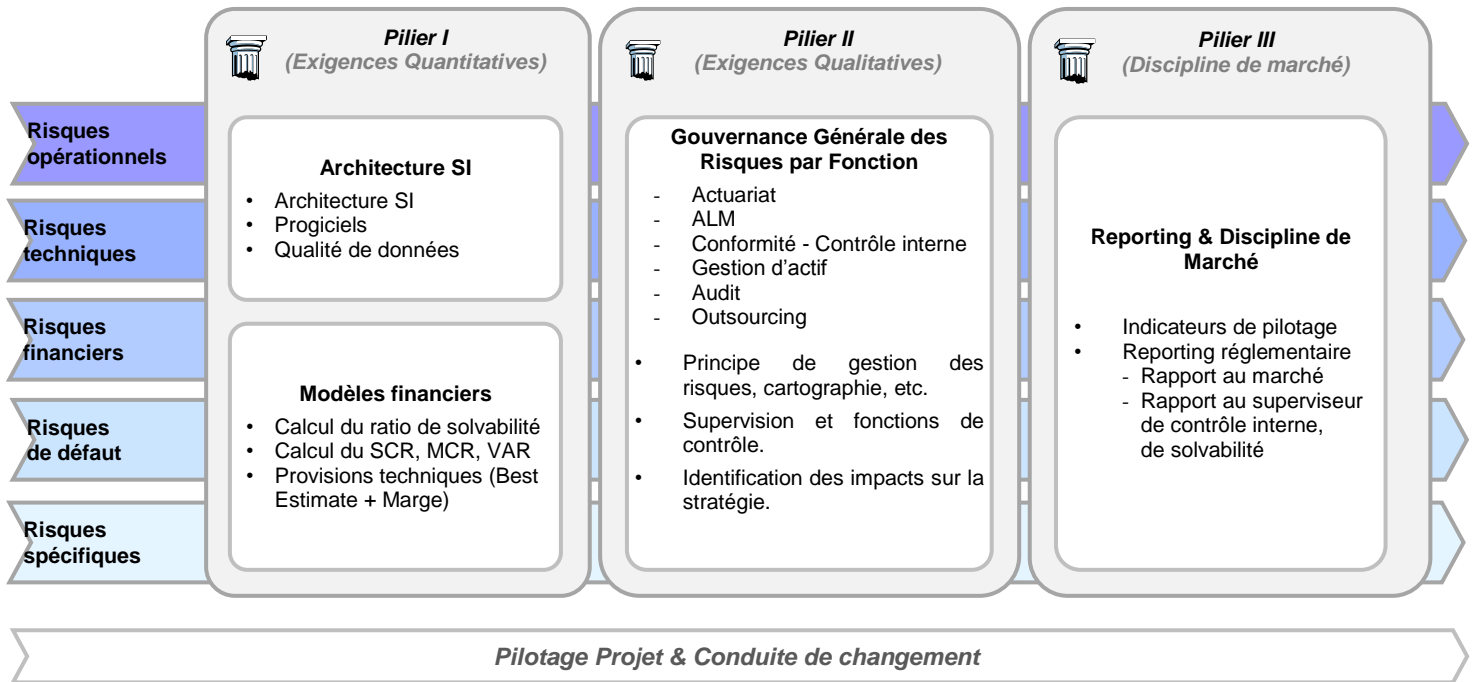 Pilier I
(Exigences Quantitatives)
Pilier II
(Exigences Qualitatives)
Pilier III
(Discipline de marché)
Risques
opérationnels
Risques
techniques
Risques
financiers
Risques
de défaut
Risques
spécifiques
Architecture SI
• Architecture SI
• Progiciels
• Qualité de données
Modèles financiers
• Calcul du ratio de solvabilité
• Calcul du SCR, MCR, VAR
• Provisions techniques (Best
Estimate + Marge)
Gouvernance Générale des
Risques par Fonction
- Actuariat
- ALM
- Conformité - Contrôle interne
- Gestion d'actif
- Audit
- Outsourcing
• Principe de gestion des
risques, cartographie, etc.
• Supervision et fonctions de
contrôle.
• Identification des impacts sur la
stratégie.
Reporting & Discipline de
Marché
• Indicateurs de pilotage
• Reporting réglementaire
- Rapport au marché
- Rapport au superviseur
de contrôle interne,
de solvabilité
Pilotage Projet & Conduite de changement